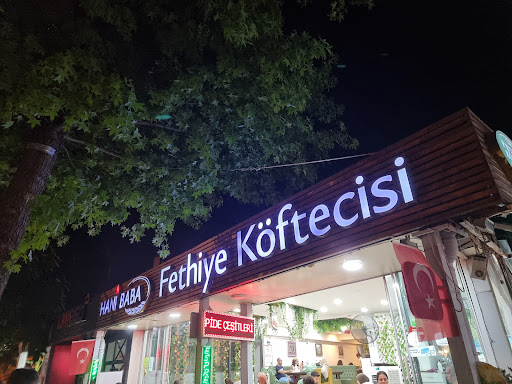 HANİ BABA
Fethiye Köftecisi
PİDE ÇEŞİTLERİ